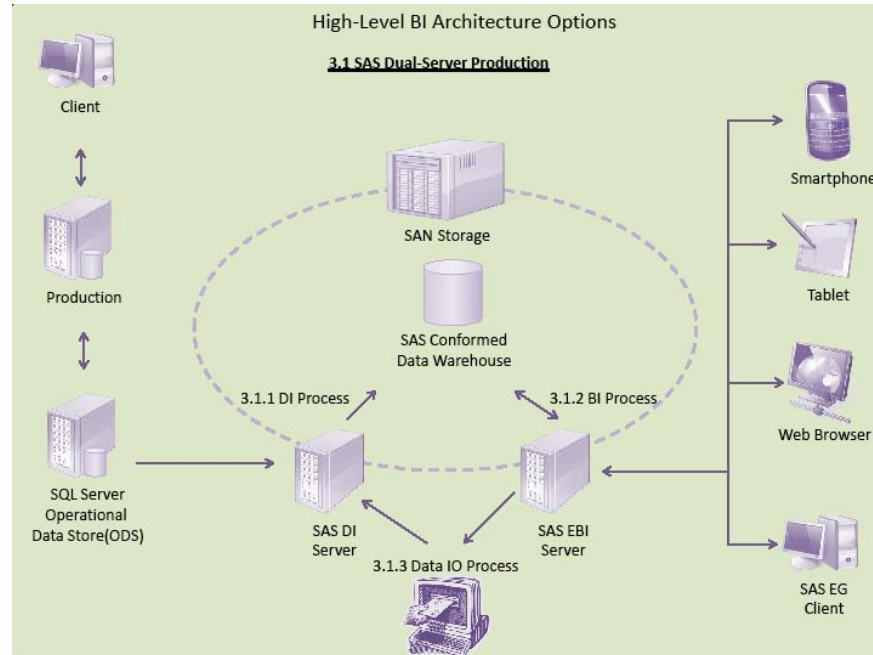 High-Level BI Architecture Options
3.1 SAS Dual-Server Production
Client
Production
SQL Server
Operational
Data Store(ODS)
SAN Storage
SAS Conformed
Data Warehouse
3.1.1 DI Process
3.1.2 BI Process
SAS DI
Server
SAS EBI
Server
3.1.3 Data IO Process
Smartphone
Tablet
Web Browser
SAS EG
Client